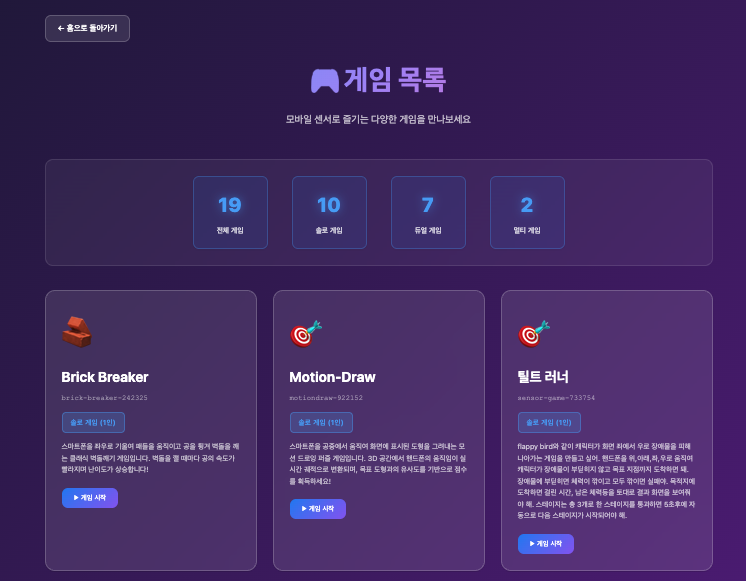 ← 홈으로 돌아가기
🎮 게임 목록
모바일 센서로 즐기는 다양한 게임을 만나보세요
19
전체 게임
10
솔로 게임
7
듀얼 게임
2
멀티 게임
Brick Breaker
brick-breaker-242325
솔로 게임 (1인)
스마트폰을 좌우로 기울여 패들을 움직이고 공을 튕겨 벽돌을 깨
는 클래식 벽돌깨기 게임입니다. 벽돌을 깰 때마다 공의 속도가
빨라지며 난이도가 상승합니다!
▶ 게임 시작
Motion-Draw
motiondraw-922152
솔로 게임 (1인)
스마트폰을 공중에서 움직여 화면에 표시된 도형을 그려내는 모
션 드로잉 퍼즐 게임입니다. 3D 공간에서 핸드폰의 움직임이 실
시간 궤적으로 변환되며, 목표 도형과의 유사도를 기반으로 점수
를 획득하세요!
▶ 게임 시작
틸트 러너
sensor-game-733754
솔로 게임 (1인)
flappy bird와 같이 캐릭터가 화면 좌에서 우로 장애물을 피해
나아가는 게임을 만들고 싶어. 핸드폰을 위,아래,좌,우로 움직여
캐릭터가 장애물이 부딪히지 않고 목표 지점까지 도착하면 돼.
장애물에 부딪히면 체력이 깎이고 모두 깎이면 실패야. 목적지에
도착하면 걸린 시간, 남은 체력등을 토대로 결과 화면을 보여줘
야 해. 스테이지는 총 3개로 한 스테이지를 통과하면 5초후에 자
동으로 다음 스테이지가 시작되어야 해.
▶ 게임 시작